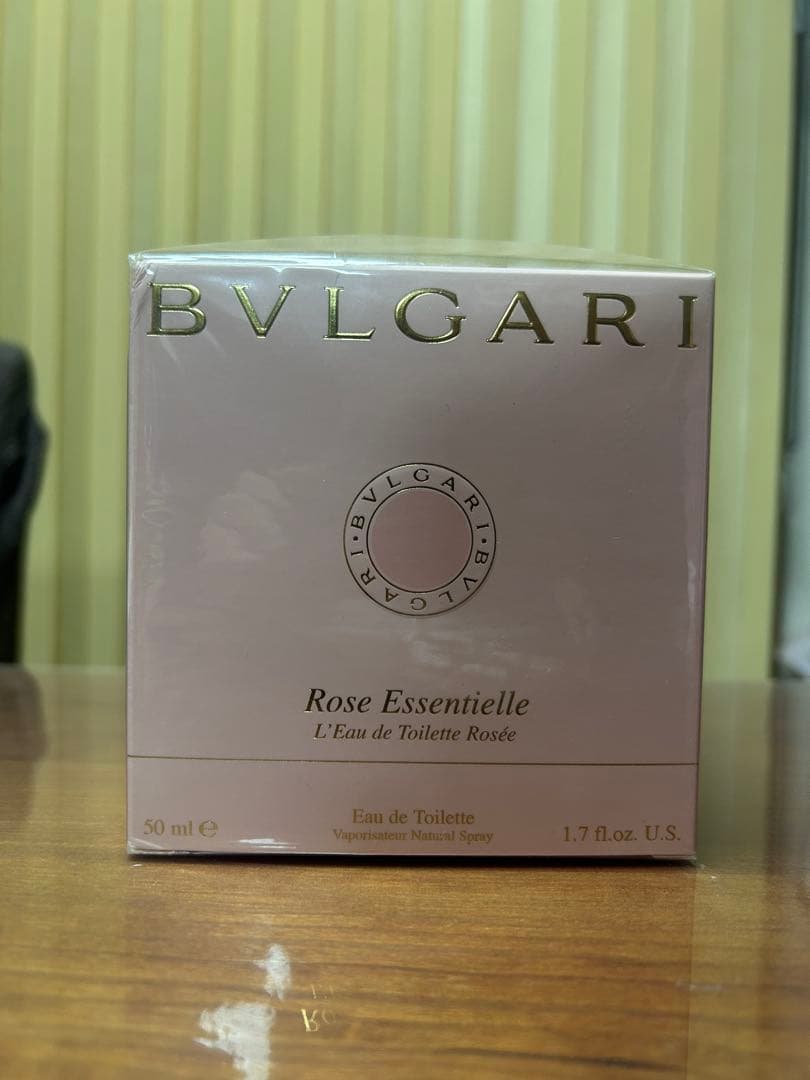 BVLGARI
BVLGARI · BVLGARI ·
Rose Essentielle
L'Eau de Toilette Rosée
50 ml ℮
Eau de Toilette
Vaporisateur Natural Spray
1.7 fl.oz. U.S.